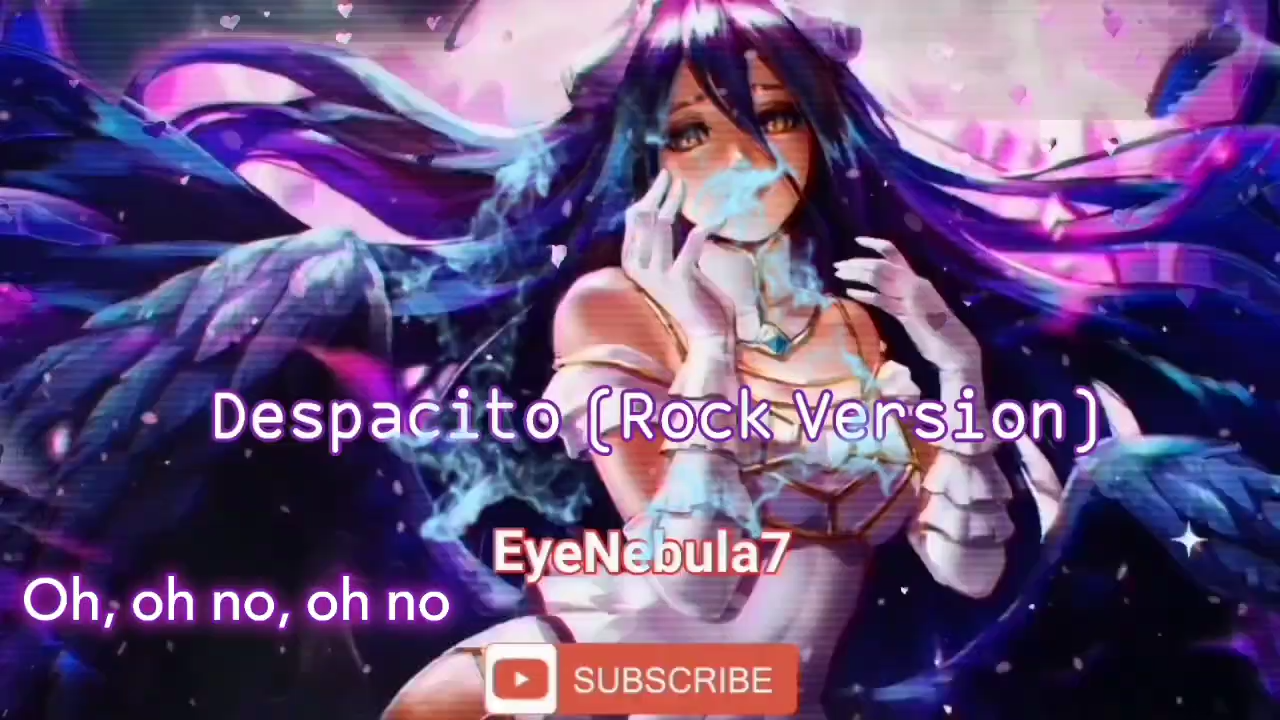 Despacito (Rock Version)
EyeNebula7
Oh, oh no, oh no
SUBSCRIBE